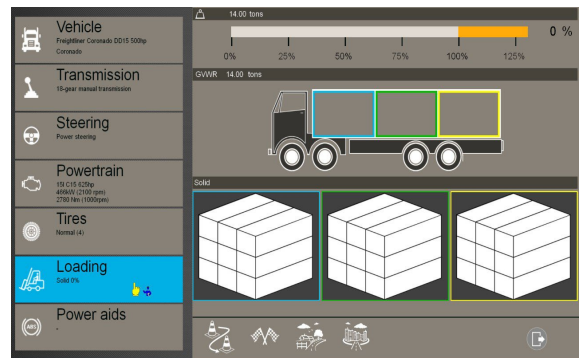 Vehicle
Freightliner Coronado DD15 500hp
Coronado
Transmission
18-gear manual transmission
Steering
Power steering
Powertrain
15l C15 625hp
466kW (2100 rpm)
2780 Nm (1000rpm)
Tires
Normal (4)
Loading
Solid 0%
Power aids
-
(ABS)
14.00 tons
0 %
0% 25% 50% 75% 100% 125%
GVWR 14.00 tons
Solid